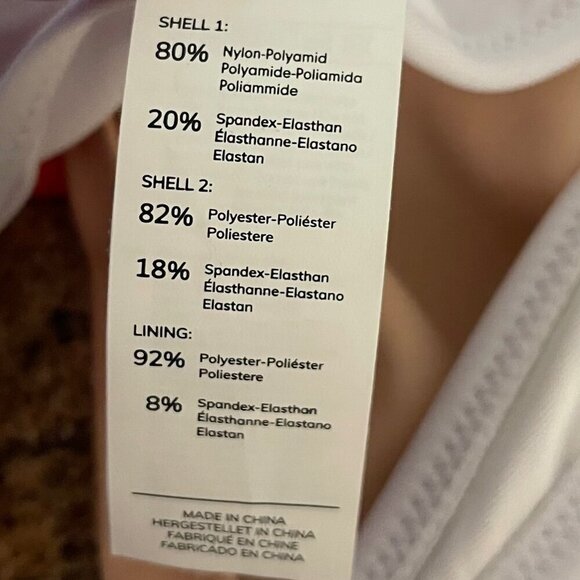 SHELL 1:
80% Nylon-Polyamid
Polyamide-Poliamida
Poliammide
20% Spandex-Elasthan
Élasthanne-Elastano
Elastan
SHELL 2:
82% Polyester-Poliéster
Poliestere
18% Spandex-Elasthan
Élasthanne-Elastano
Elastan
LINING:
92% Polyester-Poliéster
Poliestere
8% Spandex-Elasthan
Élasthanne-Elastano
Elastan
MADE IN CHINA
HERGESTELLET IN CHINA
FABRIQUÉ EN CHINE
FABRICADO EN CHINA